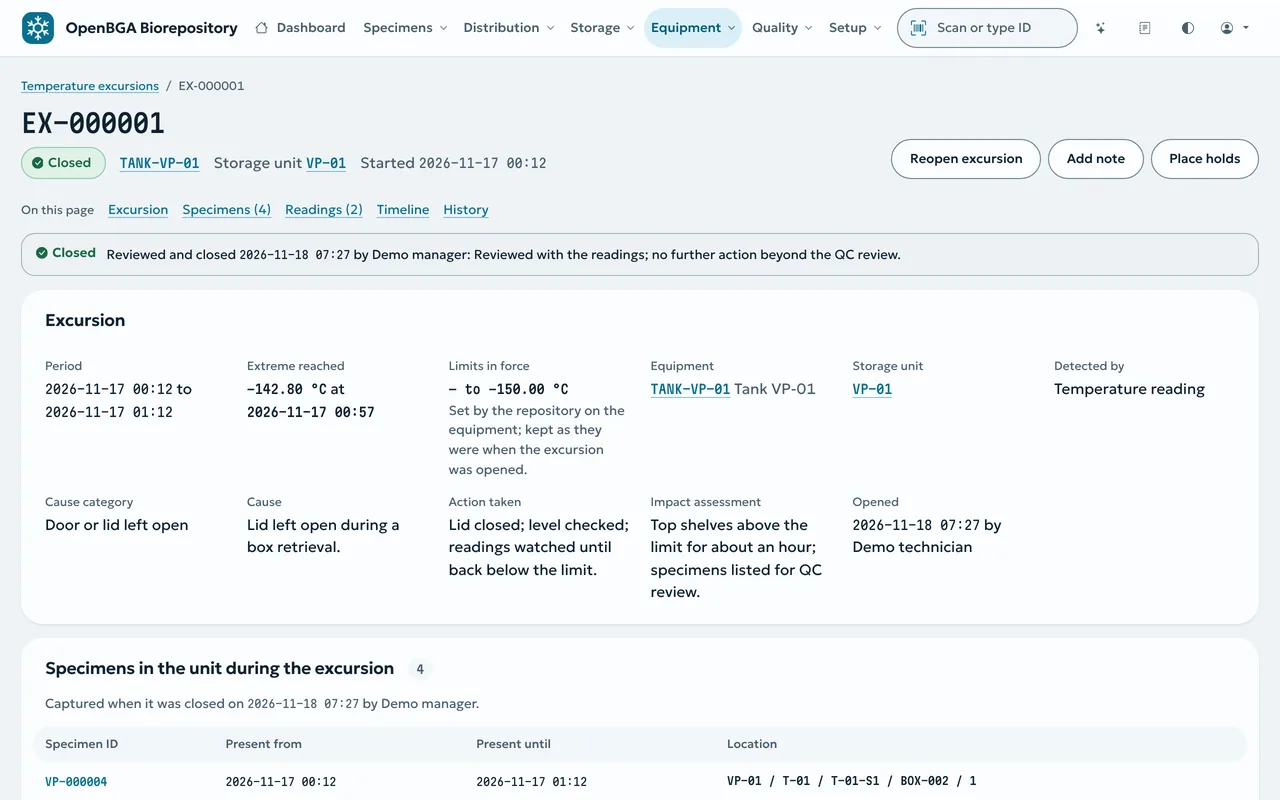 OpenBGA Biorepository Dashboard Specimens Distribution Storage Equipment Quality Setup Scan or type ID
Temperature excursions / EX-000001
EX-000001
Closed TANK-VP-01 Storage unit VP-01 Started 2026-11-17 00:12
Reopen excursion Add note Place holds
On this page Excursion Specimens (4) Readings (2) Timeline History
Closed Reviewed and closed 2026-11-18 07:27 by Demo manager: Reviewed with the readings; no further action beyond the QC review.
Excursion
Period
2026-11-17 00:12 to
2026-11-17 01:12
Extreme reached
−142.80 °C at
2026-11-17 00:57
Limits in force
– to −150.00 °C
Set by the repository on the
equipment; kept as they
were when the excursion
was opened.
Equipment
TANK-VP-01 Tank VP-01
Storage unit
VP-01
Detected by
Temperature reading
Cause category
Door or lid left open
Cause
Lid left open during a
box retrieval.
Action taken
Lid closed; level checked;
readings watched until
back below the limit.
Impact assessment
Top shelves above the
limit for about an hour;
specimens listed for QC
review.
Opened
2026-11-18 07:27 by
Demo technician
Specimens in the unit during the excursion 4
Captured when it was closed on 2026-11-18 07:27 by Demo manager.
Specimen ID Present from Present until Location
VP-000004 2026-11-17 00:12 2026-11-17 01:12 VP-01 / T-01 / T-01-S1 / BOX-002 / 1